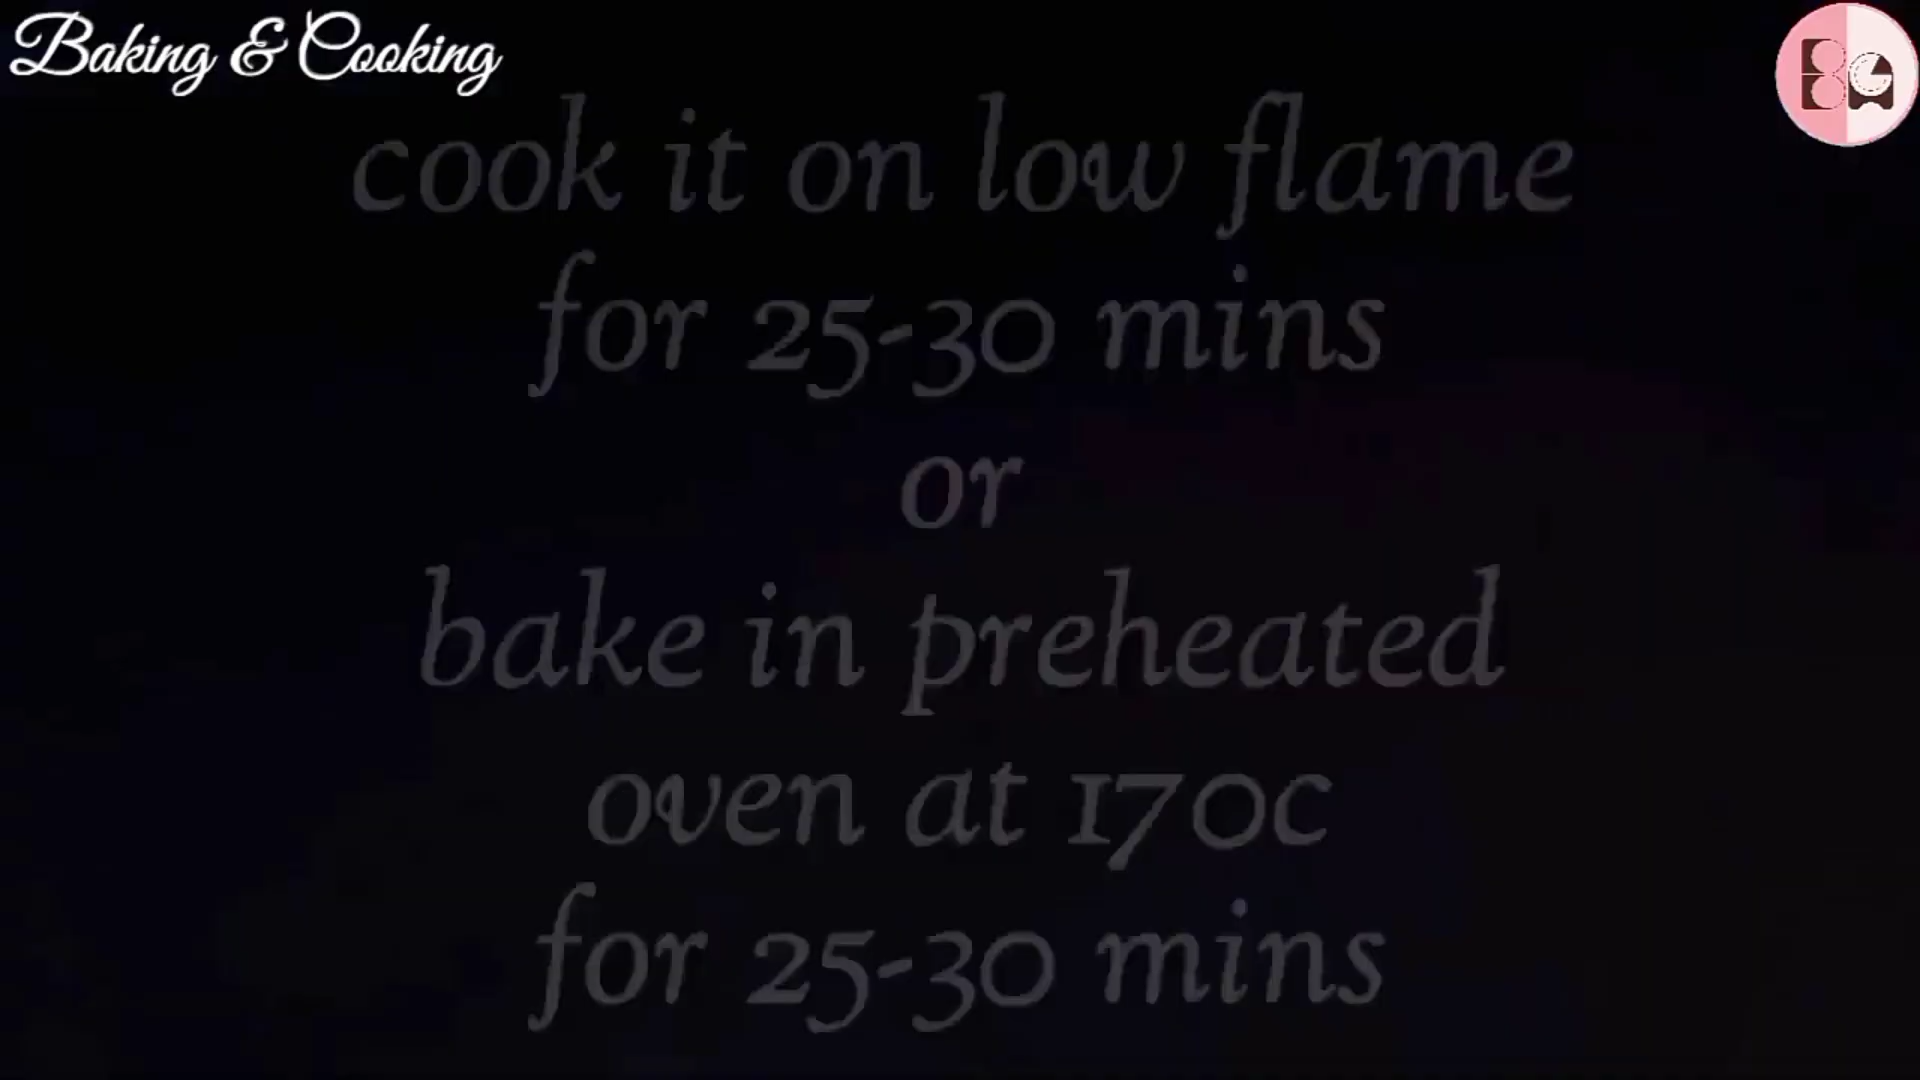 Baking & Cooking
cook it on low flame
for 25-30 mins
or
bake in preheated
oven at 170c
for 25-30 mins